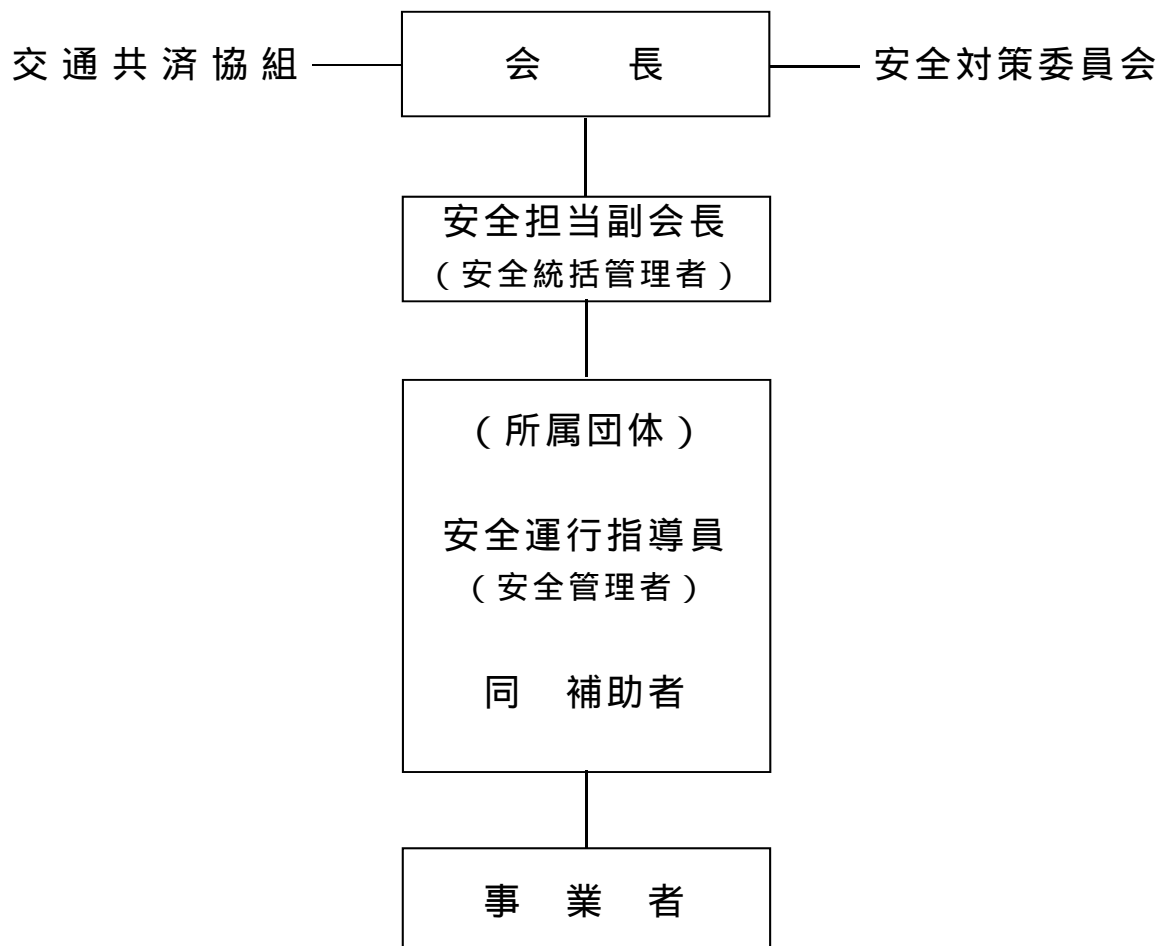 交通共済協組
会　長
安全対策委員会
安全担当副会長
（安全統括管理者）
（所属団体）
安全運行指導員
（安全管理者）
同　補助者
事　業　者